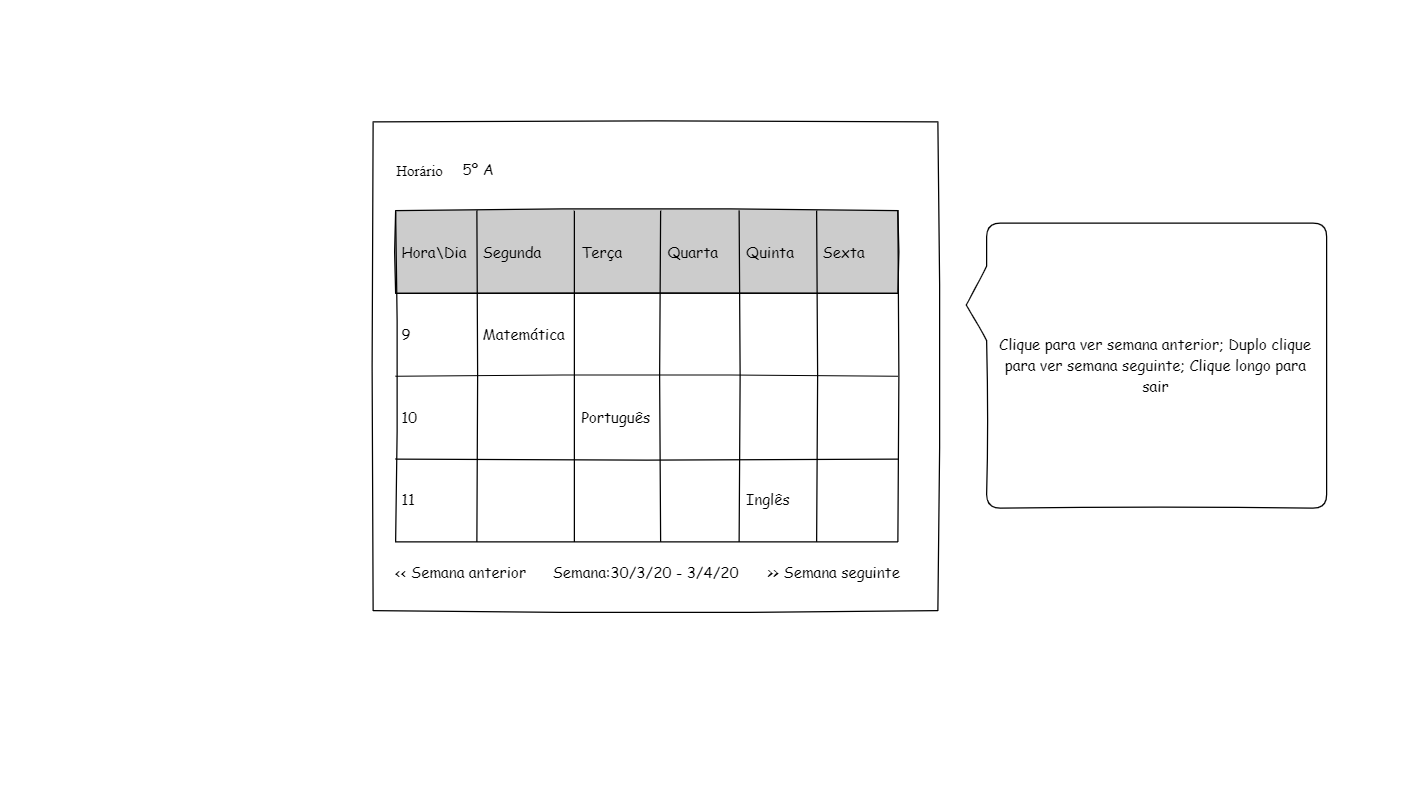 Horário 5º A
Hora\Dia Segunda Terça Quarta Quinta Sexta
9 Matemática
10 Português
11 Inglês
<< Semana anterior Semana:30/3/20 - 3/4/20 >> Semana seguinte
Clique para ver semana anterior; Duplo clique
para ver semana seguinte; Clique longo para
sair